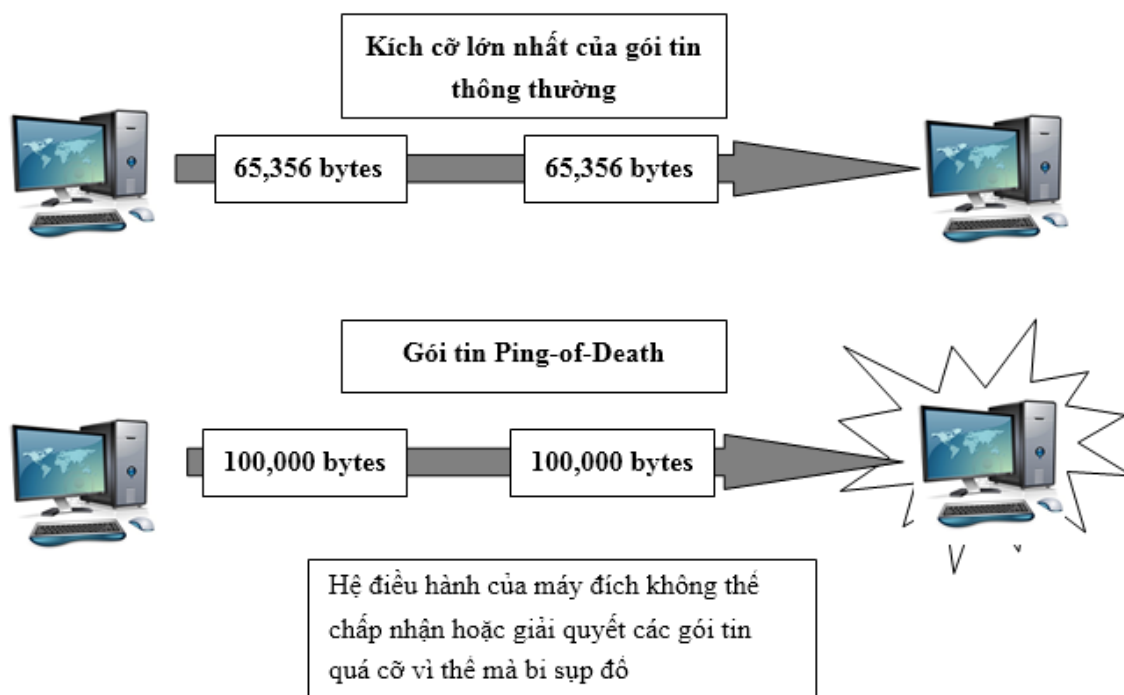 Kích cỡ lớn nhất của gói tin
thông thường
65,356 bytes
65,356 bytes
Gói tin Ping-of-Death
100,000 bytes
100,000 bytes
Hệ điều hành của máy đích không thể
chấp nhận hoặc giải quyết các gói tin
quá cỡ vì thế mà bi sụp đổ